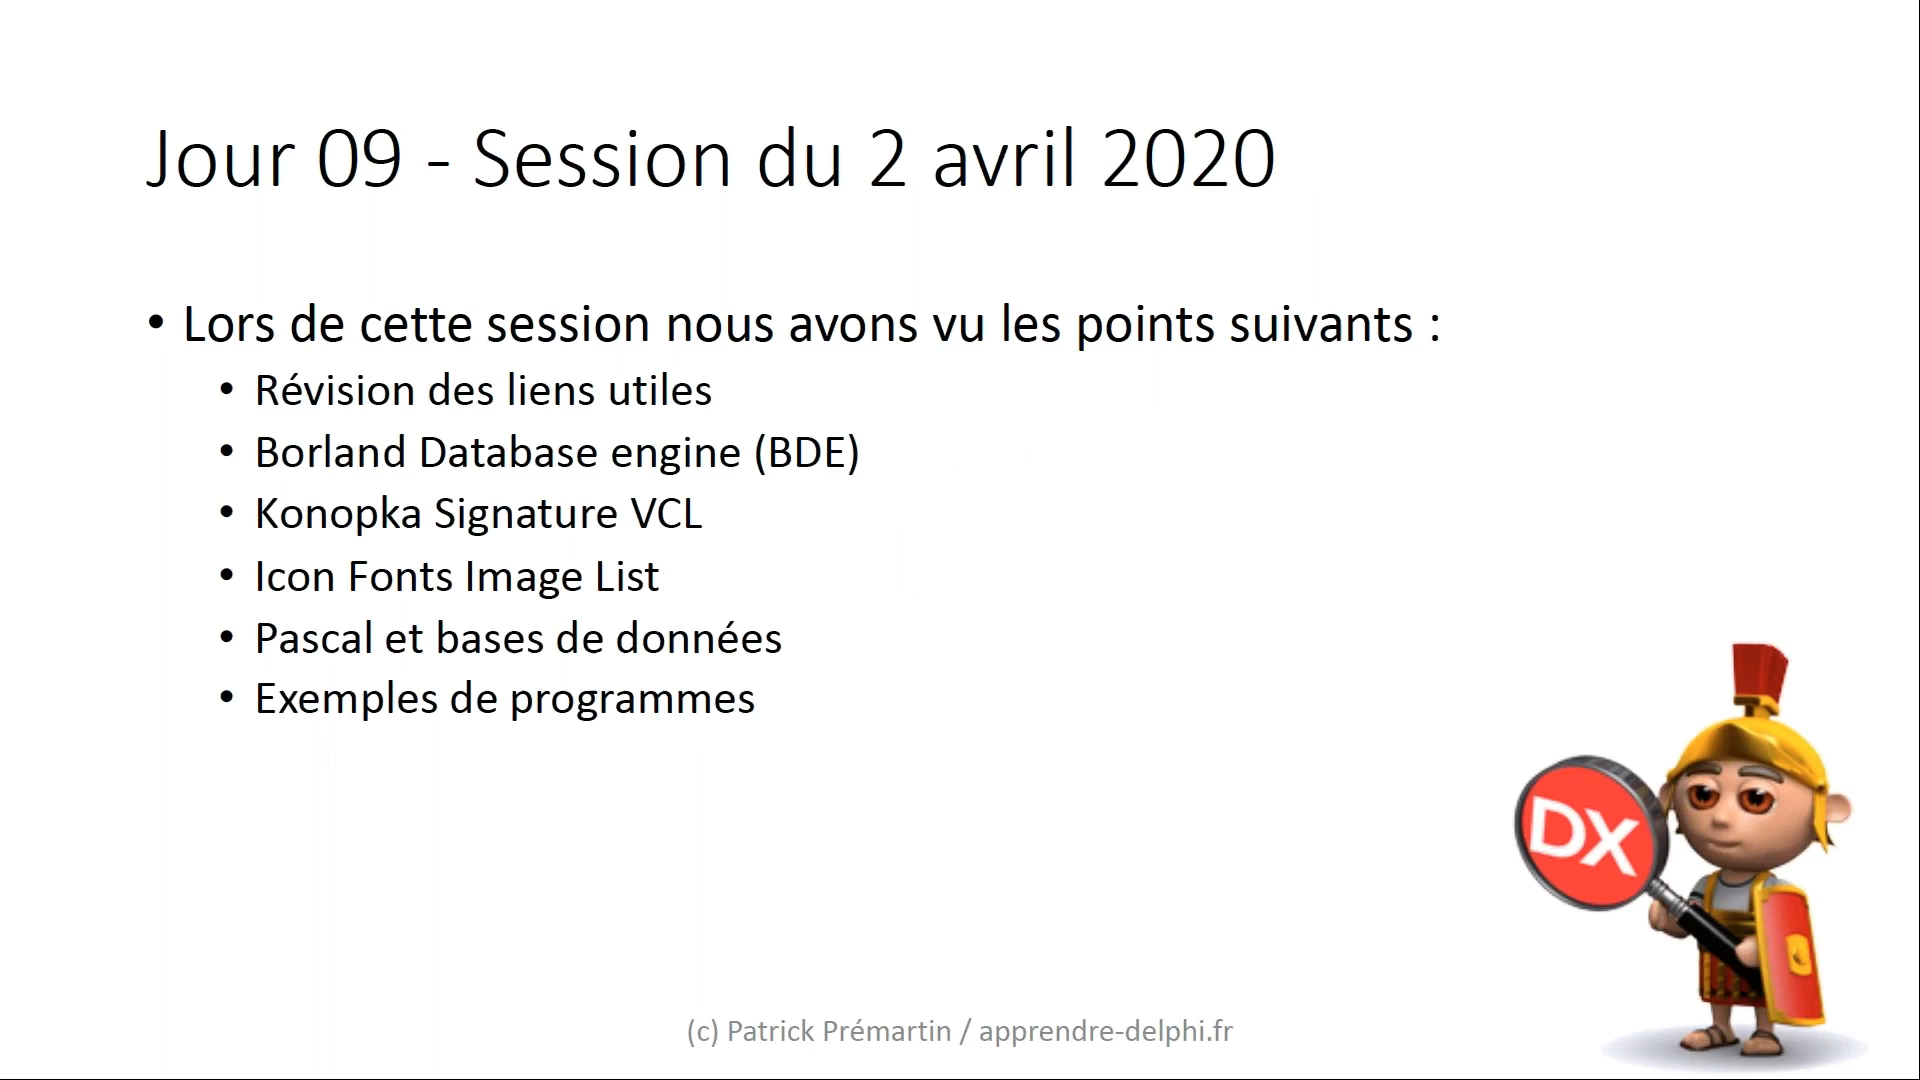 Jour 09 - Session du 2 avril 2020
• Lors de cette session nous avons vu les points suivants :
• Révision des liens utiles
• Borland Database engine (BDE)
• Konopka Signature VCL
• Icon Fonts Image List
• Pascal et bases de données
• Exemples de programmes
DX
(c) Patrick Prémartin / apprendre-delphi.fr